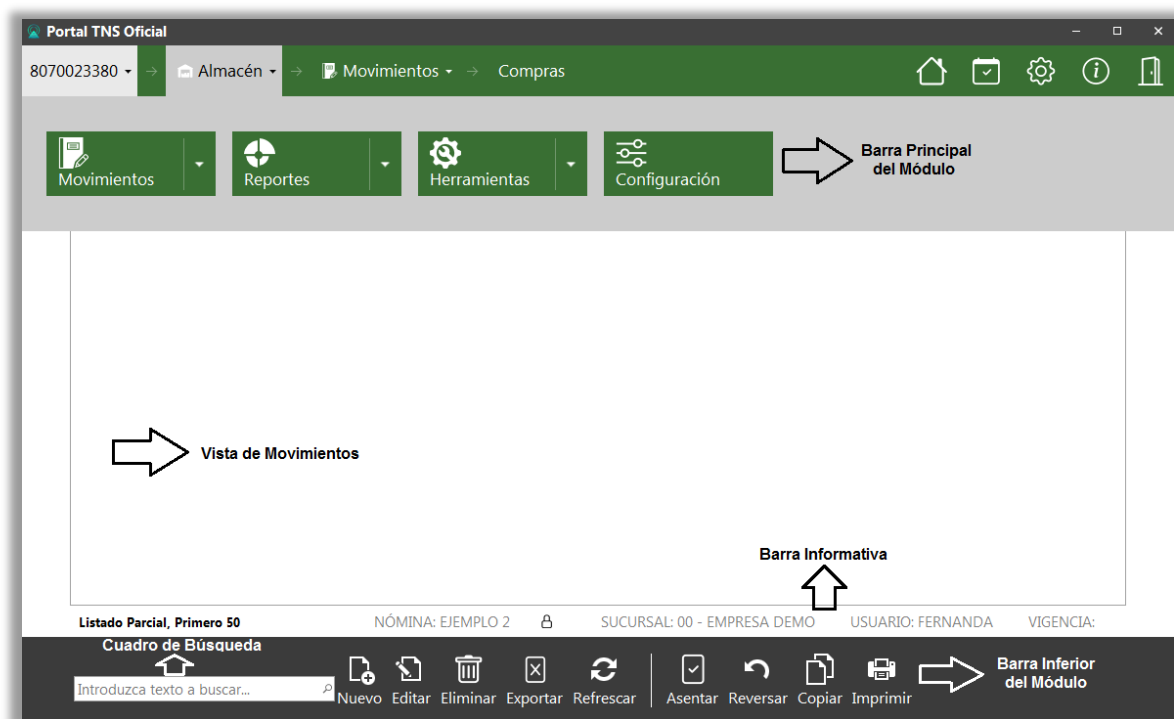 Portal TNS Oficial
8070023380 → Almacén → Movimientos → Compras
Movimientos
Reportes
Herramientas
Configuración
Barra Principal
del Módulo
Vista de Movimientos
Barra Informativa
Listado Parcial, Primero 50
NÓMINA: EJEMPLO 2
SUCURSAL: 00 - EMPRESA DEMO
USUARIO: FERNANDA
VIGENCIA:
Cuadro de Búsqueda
Introduzca texto a buscar...
Nuevo
Editar
Eliminar
Exportar
Refrescar
Asentar
Reversar
Copiar
Imprimir
Barra Inferior
del Módulo